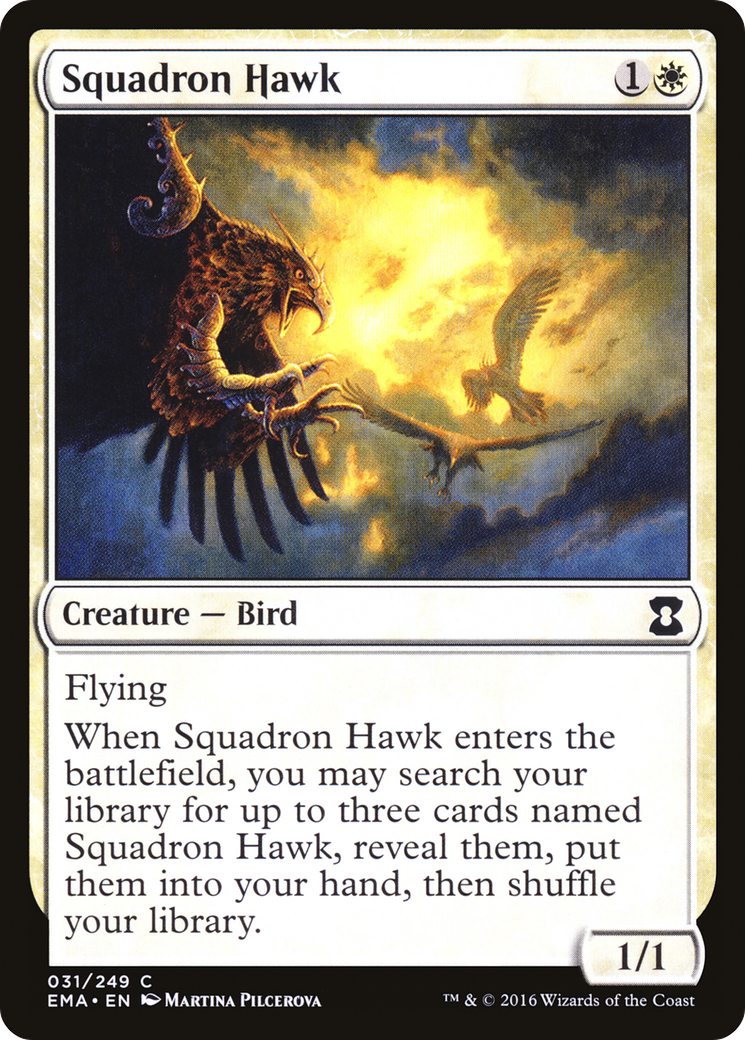 Squadron Hawk 1
Creature — Bird
Flying
When Squadron Hawk enters the
battlefield, you may search your
library for up to three cards named
Squadron Hawk, reveal them, put
them into your hand, then shuffle
your library.
1/1
031/249 C
EMA • EN Martina Pilcerova
™ & © 2016 Wizards of the Coast